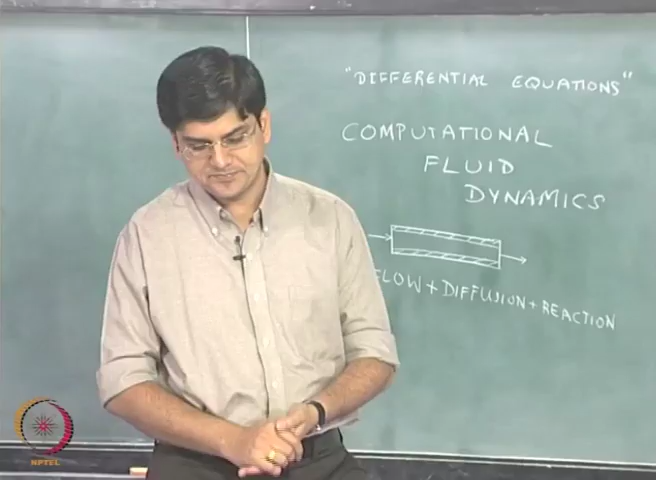 "DIFFERENTIAL EQUATIONS"
COMPUTATIONAL
FLUID
DYNAMICS
FLOW + DIFFUSION + REACTION
NPTEL